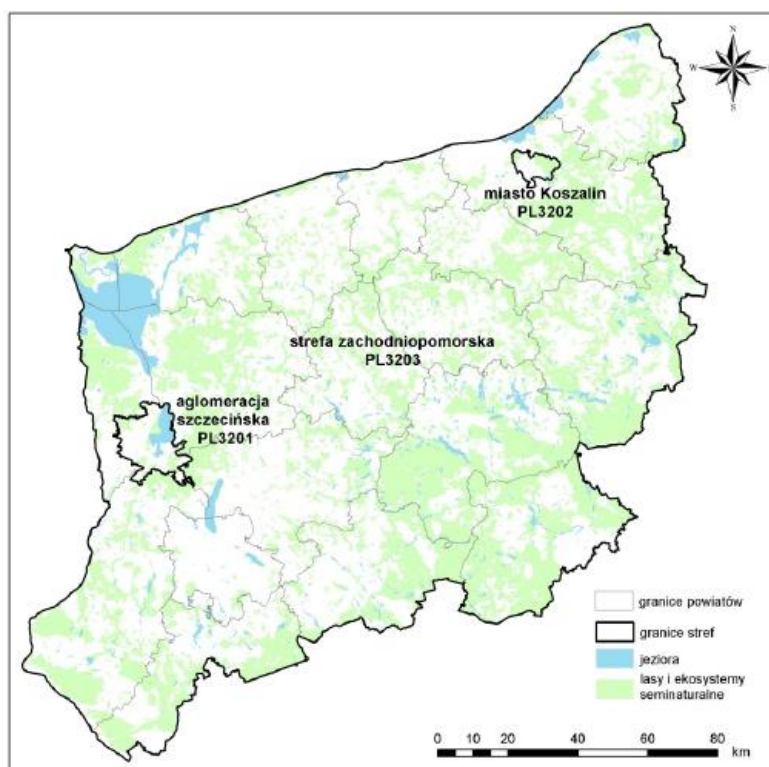 N
W
S
miasto Koszalin
PL3202
strefa zachodniopomorska
PL3203
aglomeracja
szczecińska
PL3201
granice powiatów
granice stref
jeziora
lasy i ekosystemy
seminaturalne
0 10 20 40 60 80
km